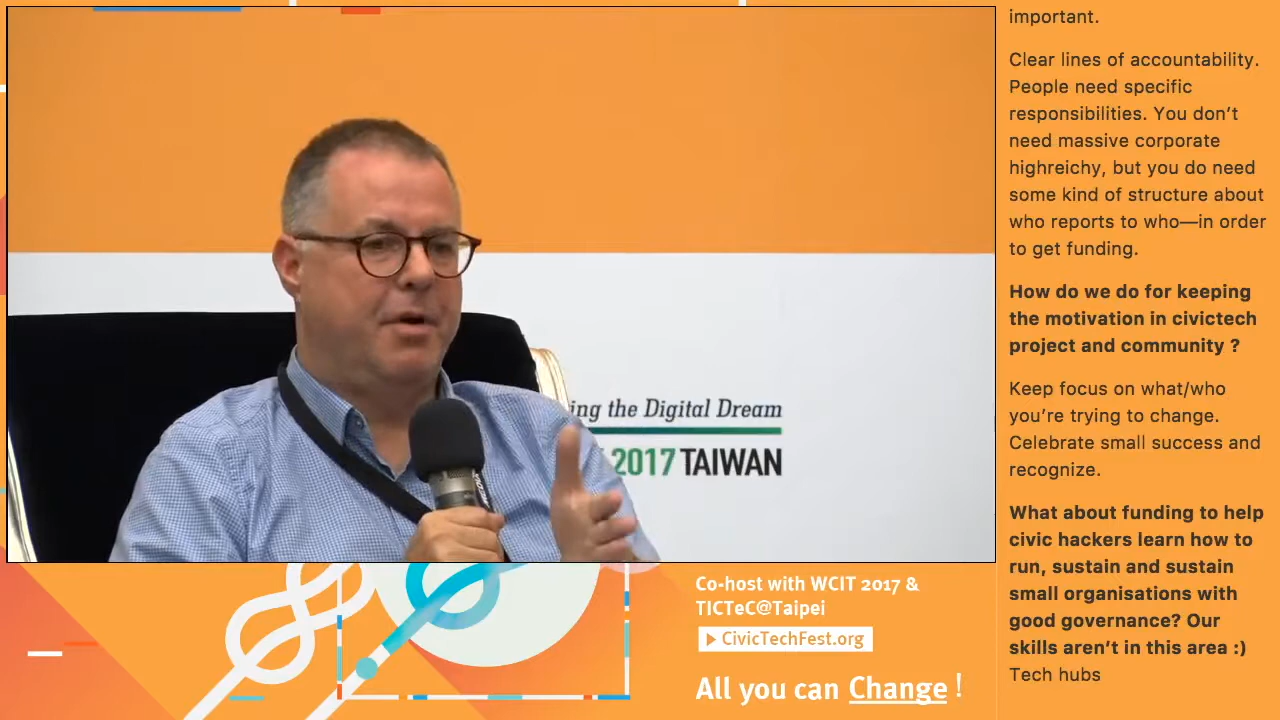 ing the Digital Dream
2017 TAIWAN
Co-host with WCIT 2017 &
TICTeC@Taipei
CivicTechFest.org
All you can Change !
important.
Clear lines of accountability.
People need specific
responsibilities. You don’t
need massive corporate
highreichy, but you do need
some kind of structure about
who reports to who—in order
to get funding.
How do we do for keeping
the motivation in civictech
project and community ?
Keep focus on what/who
you’re trying to change.
Celebrate small success and
recognize.
What about funding to help
civic hackers learn how to
run, sustain and sustain
small organisations with
good governance? Our
skills aren’t in this area :)
Tech hubs